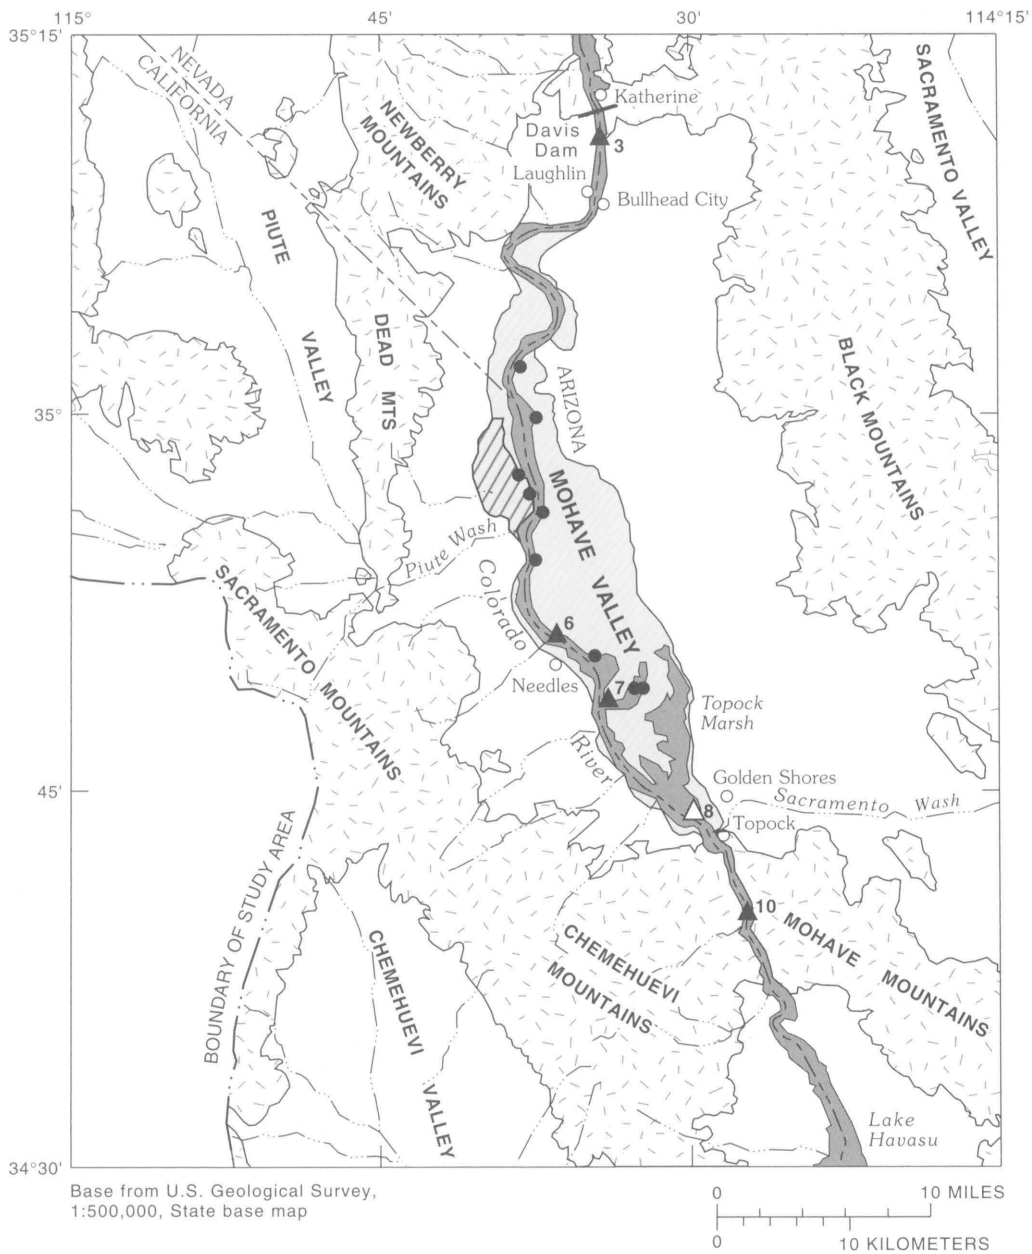 115°
45'
30'
114°15'
35°15'
NEVADA
CALIFORNIA
NEWBERRY
MOUNTAINS
Katherine
Davis
Dam
3
Laughlin
Bullhead City
SACRAMENTO VALLEY
PIUTE
VALLEY
DEAD MTS
ARIZONA
BLACK MOUNTAINS
35°
MOHAVE VALLEY
Piute Wash
SACRAMENTO MOUNTAINS
Colorado
River
6
Needles
7
Topock
Marsh
45'
Golden Shores
Sacramento Wash
8
Topock
BOUNDARY OF STUDY AREA
10
MOHAVE MOUNTAINS
CHEMEHUEVI
MOUNTAINS
CHEMEHUEVI VALLEY
Lake
Havasu
34°30'
Base from U.S. Geological Survey,
1:500,000, State base map
0 10 MILES
0 10 KILOMETERS